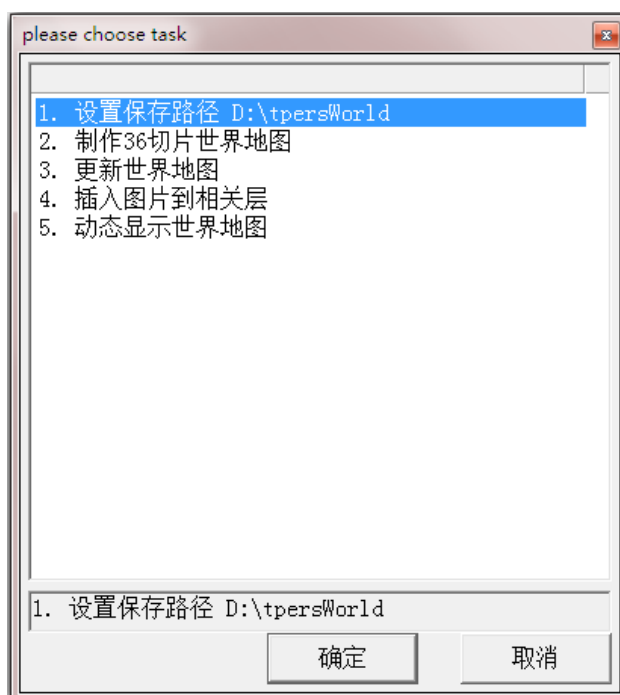 please choose task
1. 设置保存路径 D:\tpersWorld
2. 制作36切片世界地图
3. 更新世界地图
4. 插入图片到相关层
5. 动态显示世界地图
1. 设置保存路径 D:\tpersWorld
确定
取消